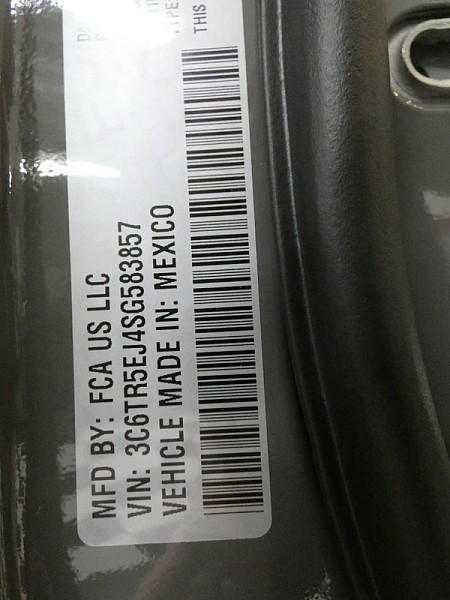 MFD BY: FCA US LLC
VIN: 3C6TR5EJ4SG583857
VEHICLE MADE IN: MEXICO
THIS